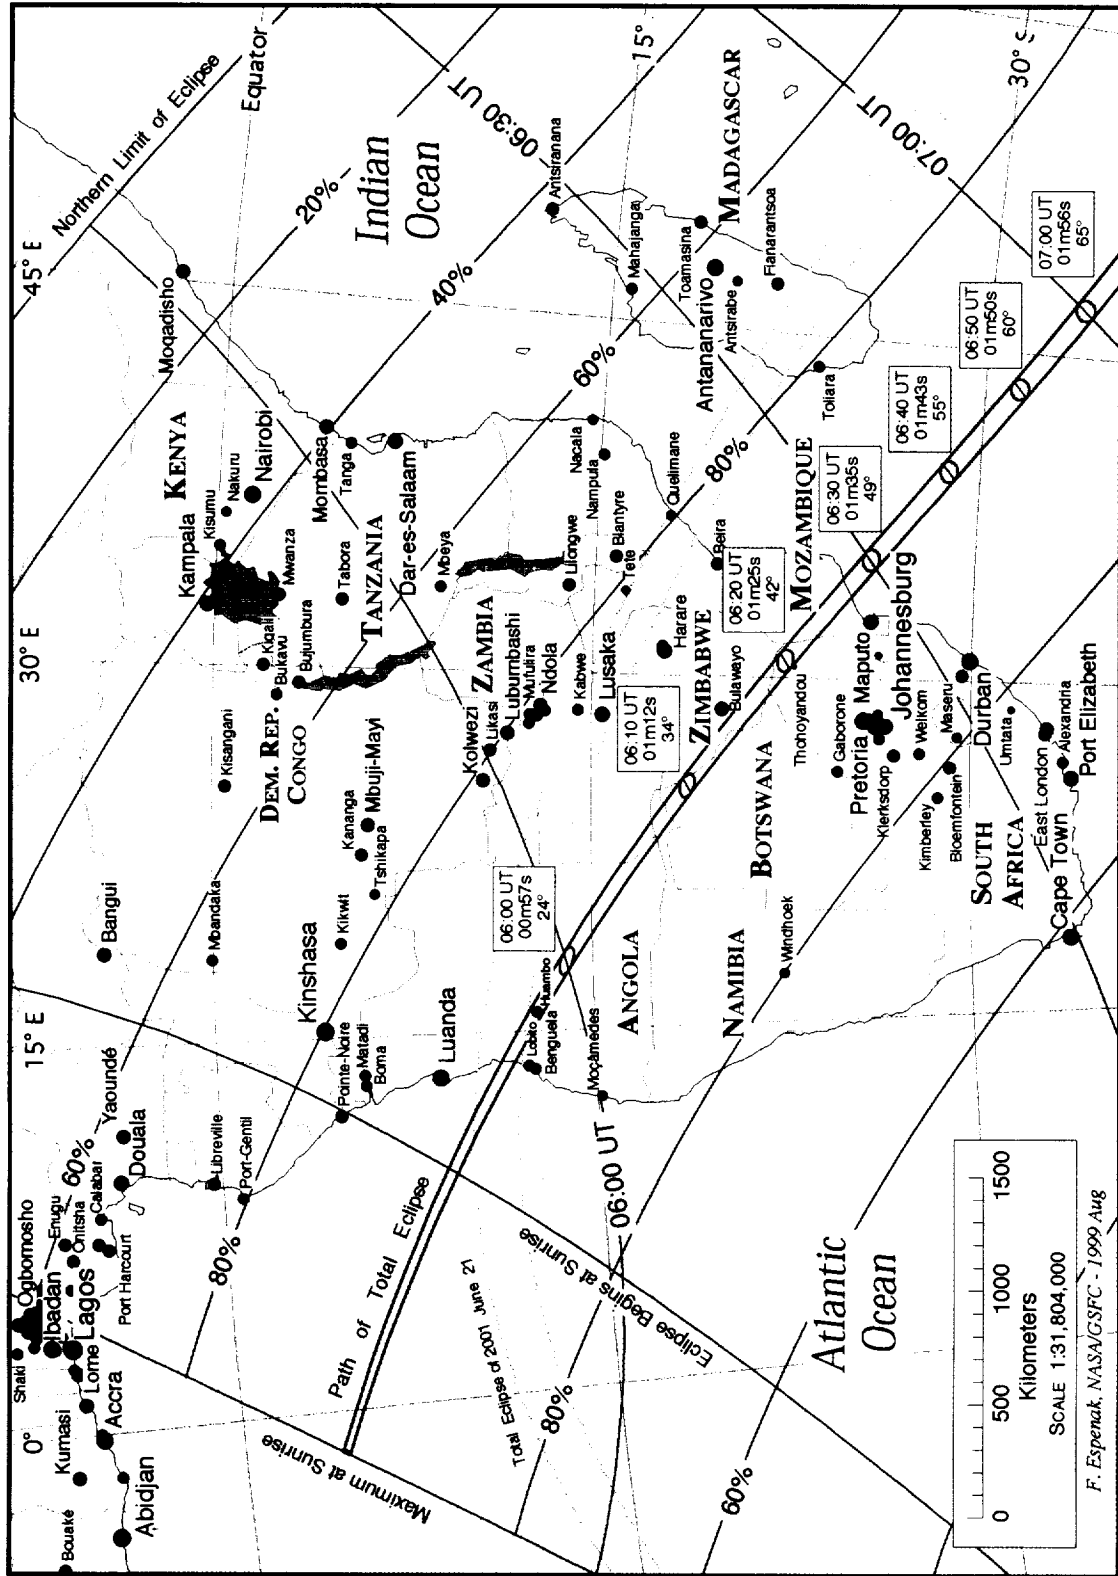 0°
15° E
30° E
45° E
Northern Limit of Eclipse
Equator
15°
30° S
Bouaké
Kumasi
Abidjan
Accra
Lome
Lagos
Ibadan
Ogbomosho
Shaki
Enugu
Onitsha
Calabar
Port Harcourt
Douala
Yaoundé
Bangui
Libreville
Port-Gentil
Mbandaka
Kisangani
DEM. REP.
CONGO
Kinshasa
Pointe-Noire
Matadi
Boma
Kikwit
Kananga
Tshikapa
Mbuji-Mayi
Luanda
Kampala
KENYA
Kisumu
Nakuru
Nairobi
Mwanza
Kigali
Bukavu
Bujumbura
Moqadisho
Mombasa
Tanga
Tabora
TANZANIA
Dar-es-Salaam
Mbeya
Kolwezi
Likasi
Lubumbashi
Mufulira
Ndola
ZAMBIA
Kabwe
Lusaka
Lilongwe
Blantyre
Tete
Nampula
Nacala
Quelimane
Beira
Harare
ZIMBABWE
Bulawayo
MOZAMBIQUE
Indian
Ocean
Antsiranana
Mahajanga
MADAGASCAR
Toamasina
Antananarivo
Antsirabe
Fianarantsoa
Toliara
Lobito
Benguela
Huambo
Moçamedes
ANGOLA
NAMIBIA
Windhoek
BOTSWANA
Thohoyandou
Gaborone
Pretoria
Maputo
Johannesburg
Klerksdorp
Welkom
Kimberley
Bloemfontein
Maseru
Durban
Umtata
SOUTH
AFRICA
East London
Alexandria
Port Elizabeth
Cape Town
Atlantic
Ocean
20%
40%
60%
80%
60%
80%
80%
60%
06:00 UT
06:30 UT
07:00 UT
Maximum at Sunrise
Eclipse Begins at Sunrise
Path of Total Eclipse
Total Eclipse of 2001 June 21
06:00 UT
00m57s
24°
06:10 UT
01m12s
34°
06:20 UT
01m25s
42°
06:30 UT
01m35s
49°
06:40 UT
01m43s
55°
06:50 UT
01m50s
60°
07:00 UT
01m56s
65°
0 500 1000 1500
Kilometers
SCALE 1:31,804,000
F. Espenak, NASA/GSFC - 1999 Aug